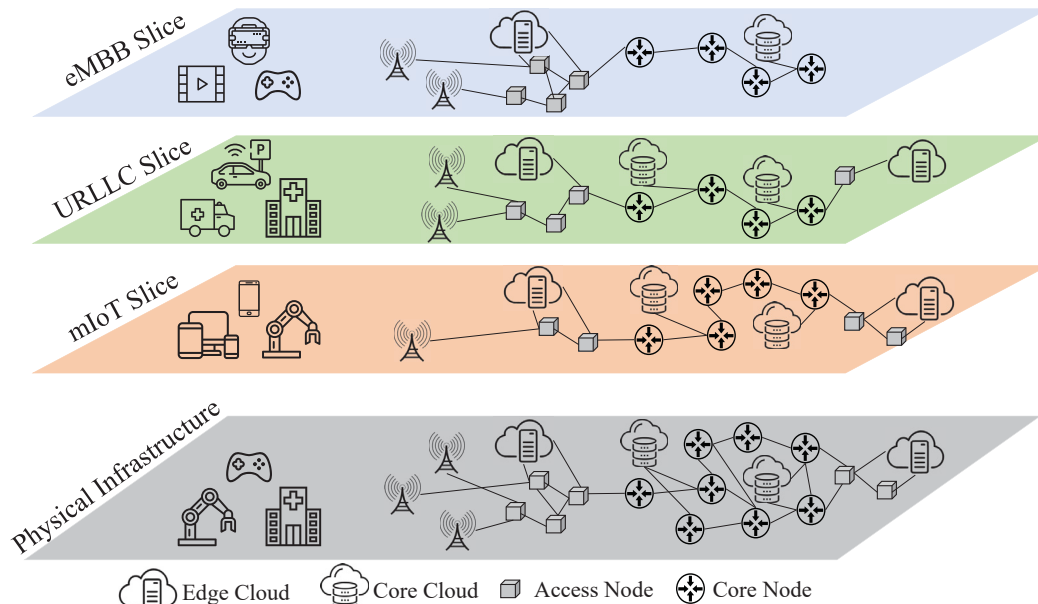 eMBB Slice
P
URLLC Slice
mIoT Slice
Physical Infrastructure
Edge Cloud
Core Cloud
Access Node
Core Node